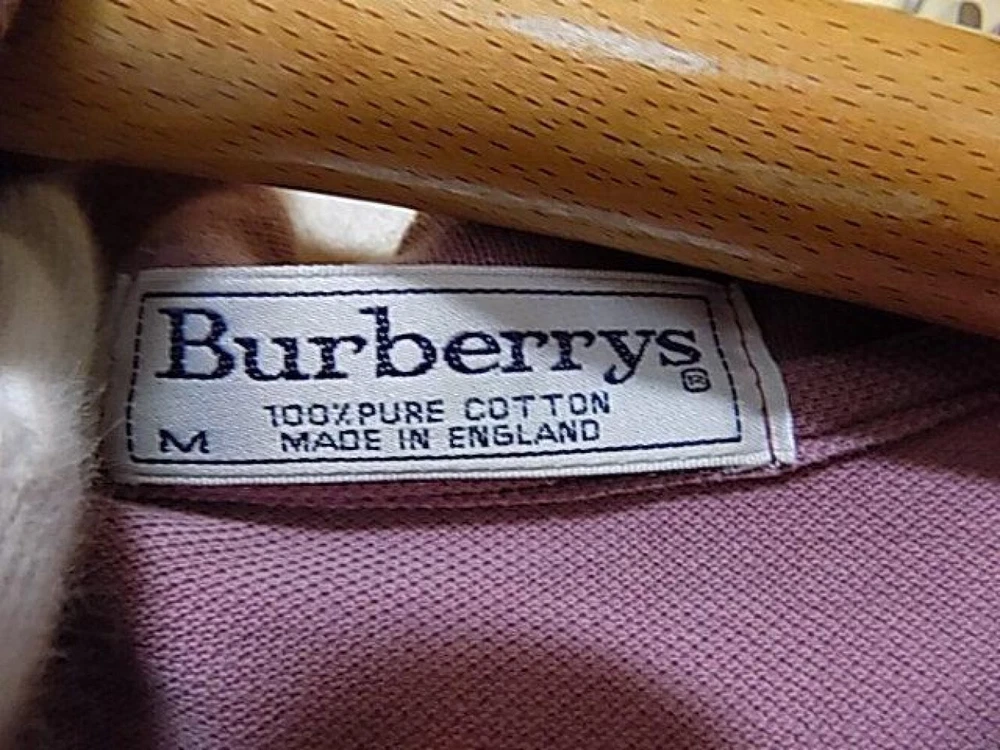 Burberrys®
100% PURE COTTON
M MADE IN ENGLAND